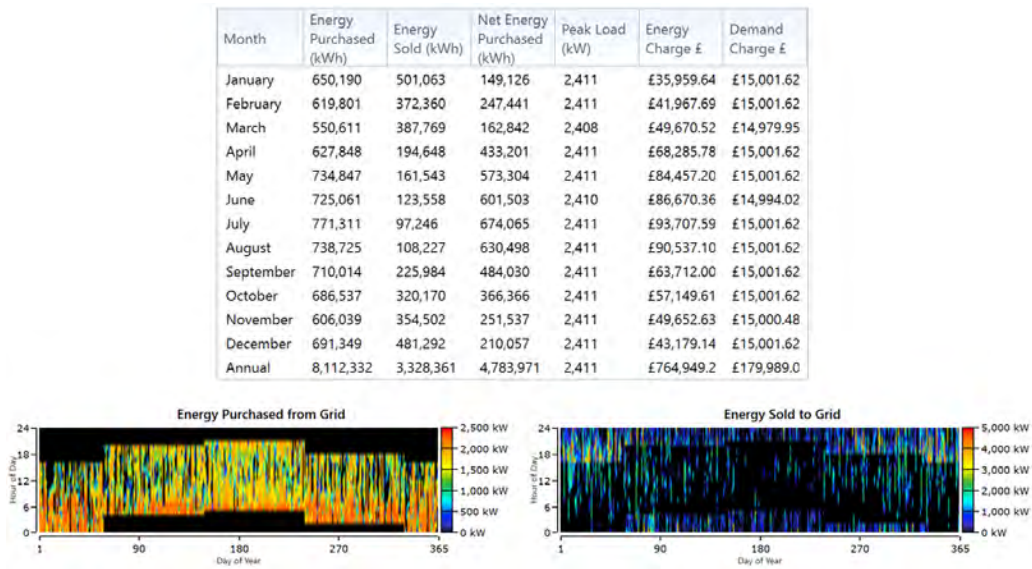 Month Energy Purchased (kWh) Energy Sold (kWh) Net Energy Purchased (kWh) Peak Load (kW) Energy Charge £ Demand Charge £
January 650,190 501,063 149,126 2,411 £35,959.64 £15,001.62
February 619,801 372,360 247,441 2,411 £41,967.69 £15,001.62
March 550,611 387,769 162,842 2,408 £49,670.52 £14,979.95
April 627,848 194,648 433,201 2,411 £68,285.78 £15,001.62
May 734,847 161,543 573,304 2,411 £84,457.20 £15,001.62
June 725,061 123,558 601,503 2,410 £86,670.36 £14,994.02
July 771,311 97,246 674,065 2,411 £93,707.59 £15,001.62
August 738,725 108,227 630,498 2,411 £90,537.10 £15,001.62
September 710,014 225,984 484,030 2,411 £63,712.00 £15,001.62
October 686,537 320,170 366,366 2,411 £57,149.61 £15,001.62
November 606,039 354,502 251,537 2,411 £49,652.63 £15,000.48
December 691,349 481,292 210,057 2,411 £43,179.14 £15,001.62
Annual 8,112,332 3,328,361 4,783,971 2,411 £764,949.2 £179,989.0
Energy Purchased from Grid
24
18
12
6
0
Hour of Day
1 90 180 270 365
Day of Year
2,500 kW
2,000 kW
1,500 kW
1,000 kW
500 kW
0 kW
Energy Sold to Grid
24
18
12
6
0
Hour of Day
1 90 180 270 365
Day of Year
5,000 kW
4,000 kW
3,000 kW
2,000 kW
1,000 kW
0 kW